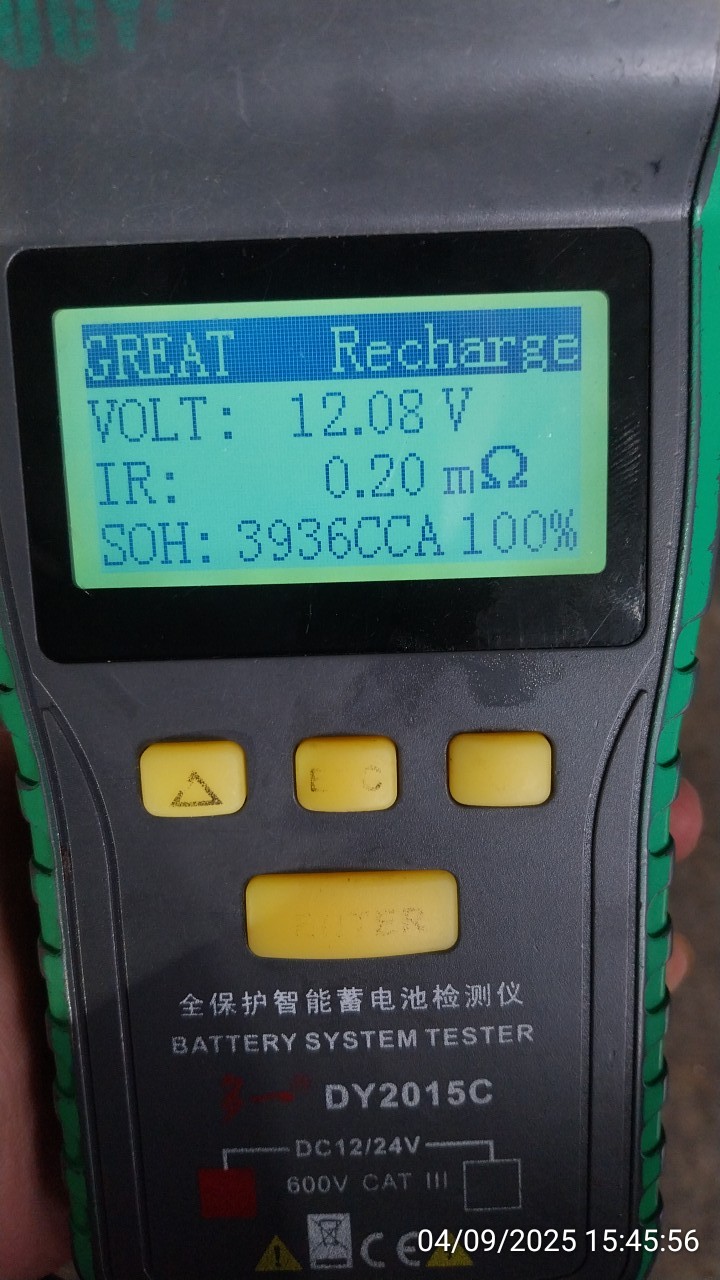 GREAT Recharge
VOLT: 12.08 V
IR: 0.20 mΩ
SOH: 3936CCA 100%
E C
ENTER
全保护智能蓄电池检测仪
BATTERY SYSTEM TESTER
DY2015C
DC12/24V
600V CAT III
CE
04/09/2025 15:45:56